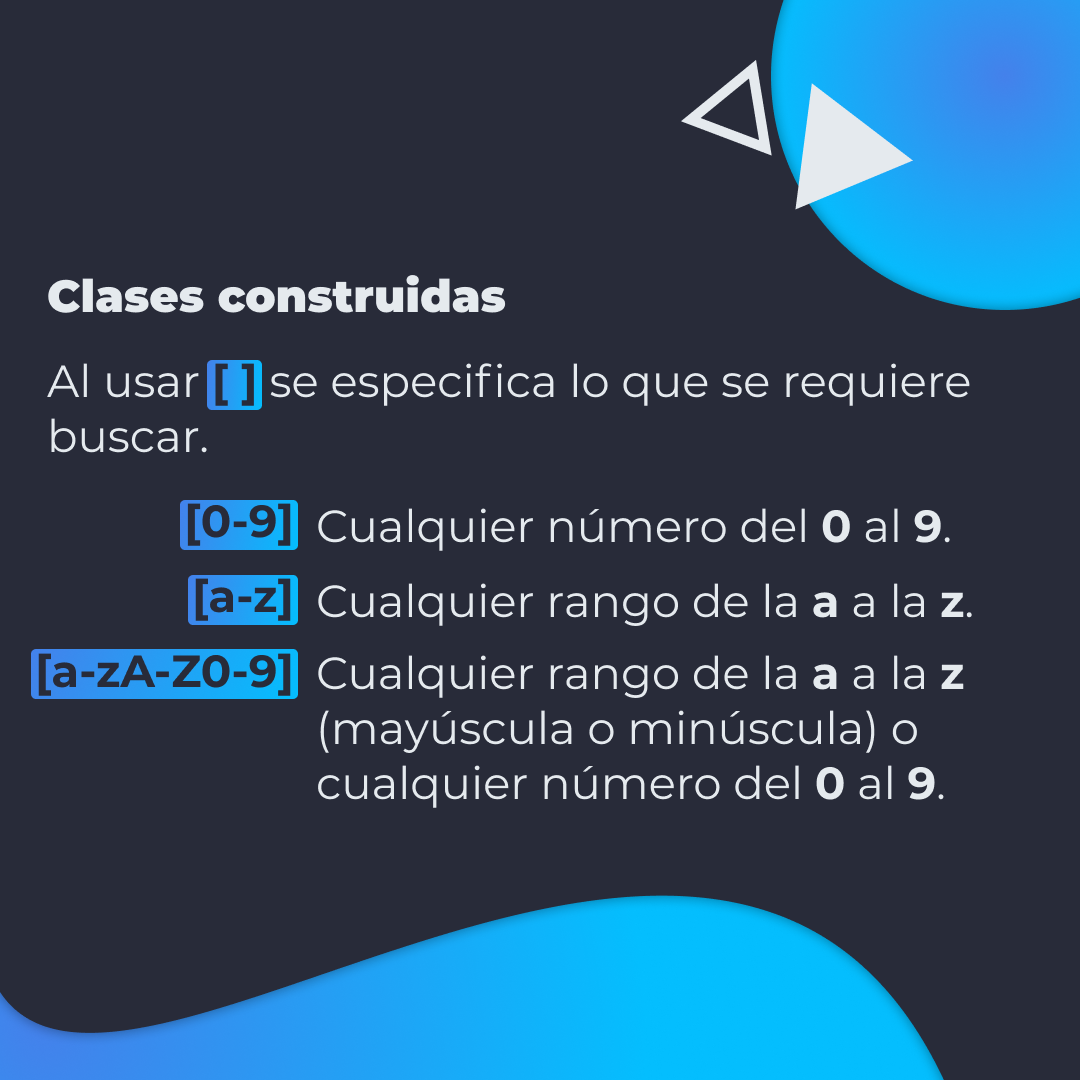 Clases construidas
Al usar [ ] se especifica lo que se requiere
buscar.
[0-9] Cualquier número del 0 al 9.
[a-z] Cualquier rango de la a a la z.
[a-zA-Z0-9] Cualquier rango de la a a la z
(mayúscula o minúscula) o
cualquier número del 0 al 9.